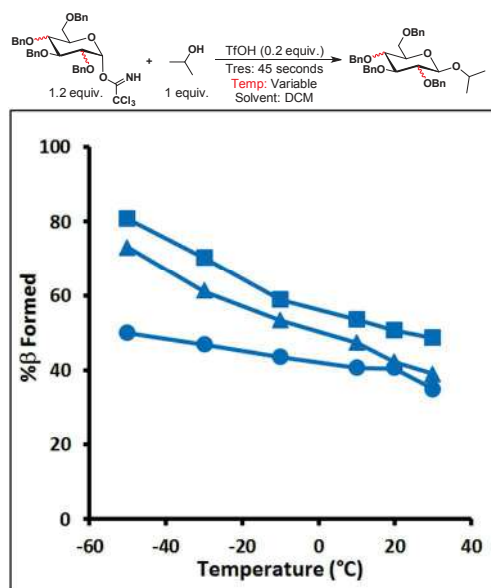 OBn
BnO
BnO
BnO
O
O
NH
CCl3
1.2 equiv.
+
OH
1 equiv.
TfOH (0.2 equiv.)
Tres: 45 seconds
Temp: Variable
Solvent: DCM
OBn
BnO
BnO
O
O
OBn
100
80
60
40
20
0
-60
-40
-20
0
20
40
%β Formed
Temperature (°C)